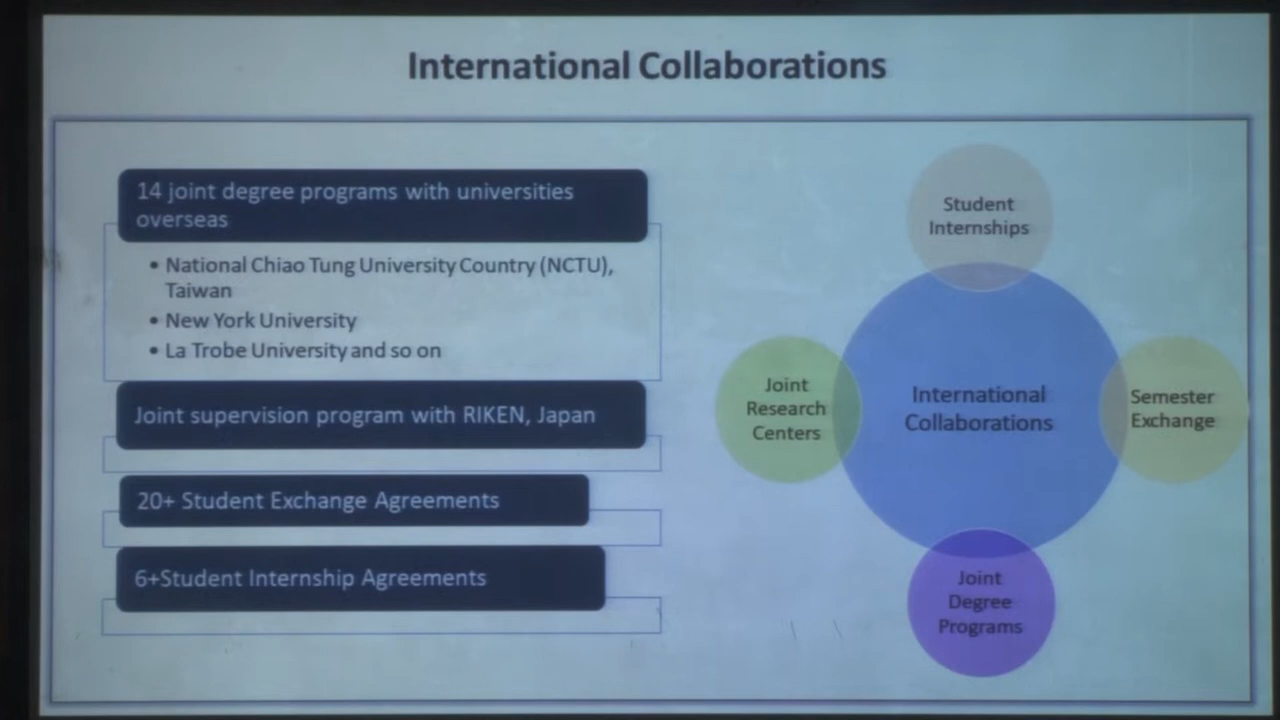 International Collaborations
14 joint degree programs with universities
overseas
• National Chiao Tung University Country (NCTU),
Taiwan
• New York University
• La Trobe University and so on
Joint supervision program with RIKEN, Japan
20+ Student Exchange Agreements
6+Student Internship Agreements
Student
Internships
Joint
Research
Centers
International
Collaborations
Semester
Exchange
Joint
Degree
Programs